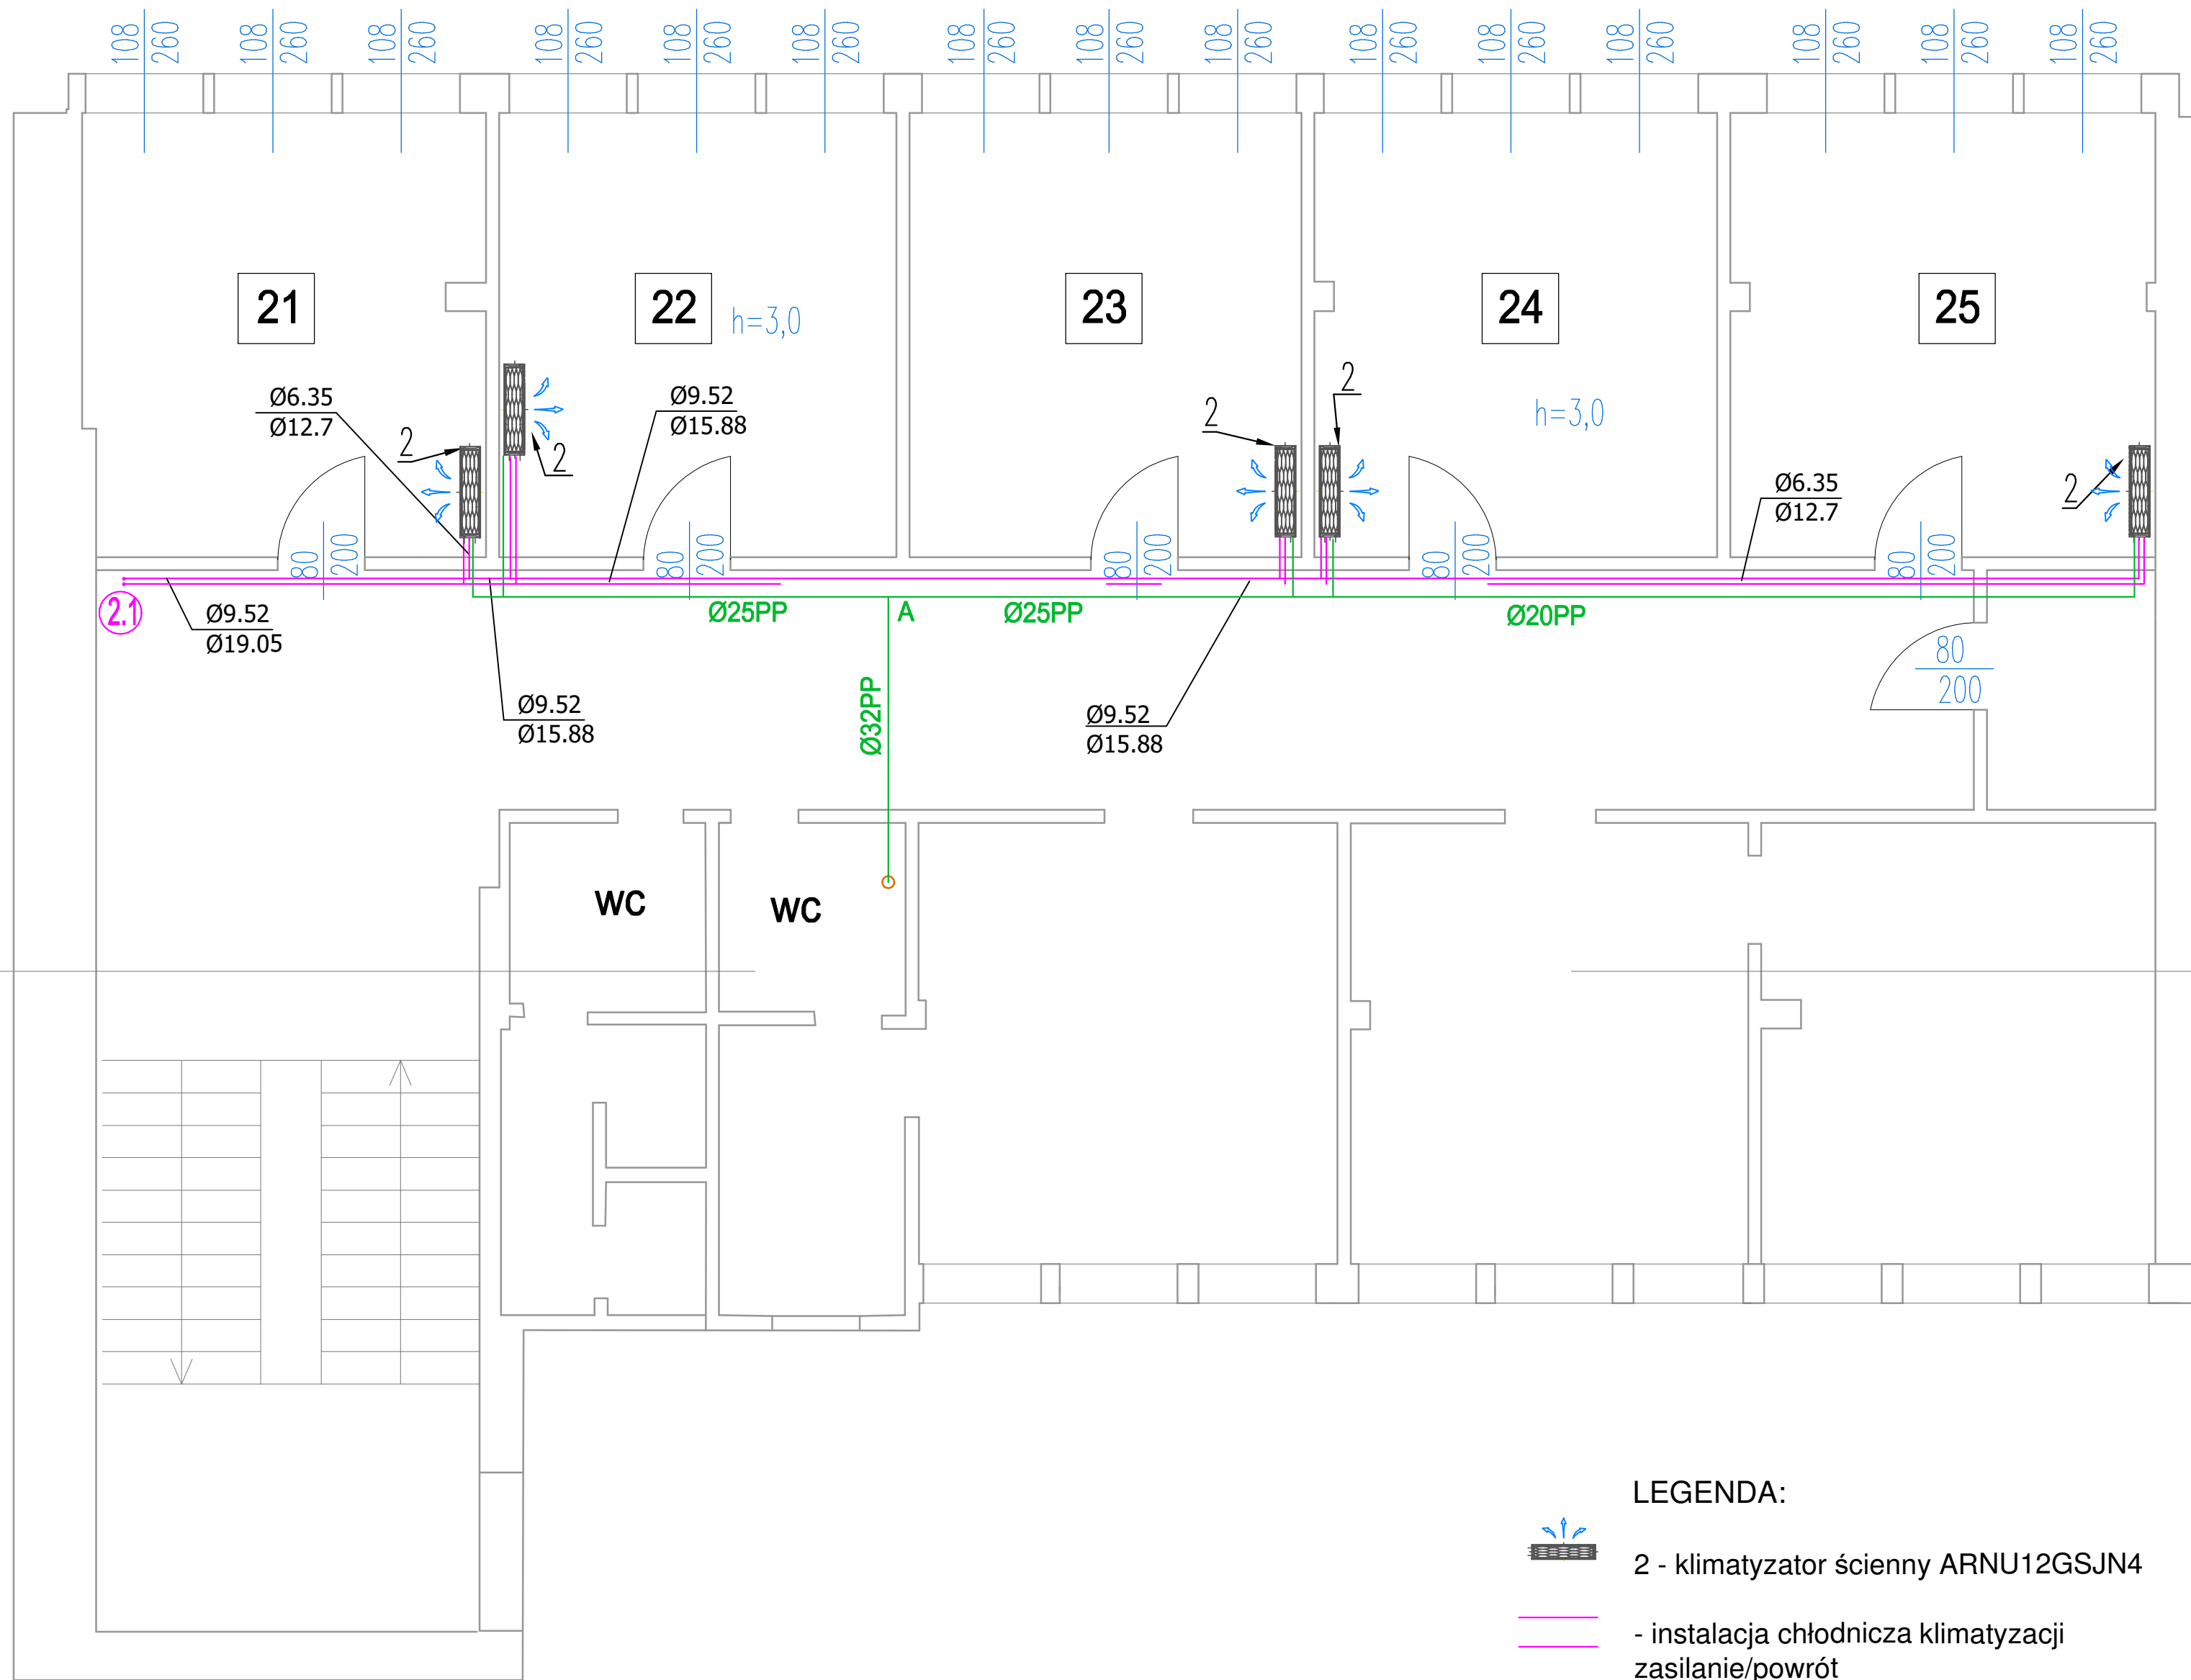 108
260
108
260
108
260
108
260
108
260
108
260
108
260
108
260
108
260
108
260
108
260
108
260
108
260
108
260
108
260
21
22
h=3,0
23
24
h=3,0
25
Ø6.35
Ø12.7
2
2
Ø9.52
Ø15.88
2
2
Ø6.35
Ø12.7
2
80
200
80
200
80
200
80
200
80
200
2.1
Ø9.52
Ø19.05
Ø25PP
A
Ø25PP
Ø20PP
80
200
Ø9.52
Ø15.88
Ø32PP
Ø9.52
Ø15.88
WC
WC
LEGENDA:
2 - klimatyzator ścienny ARNU12GSJN4
- instalacja chłodnicza klimatyzacji
zasilanie/powrót